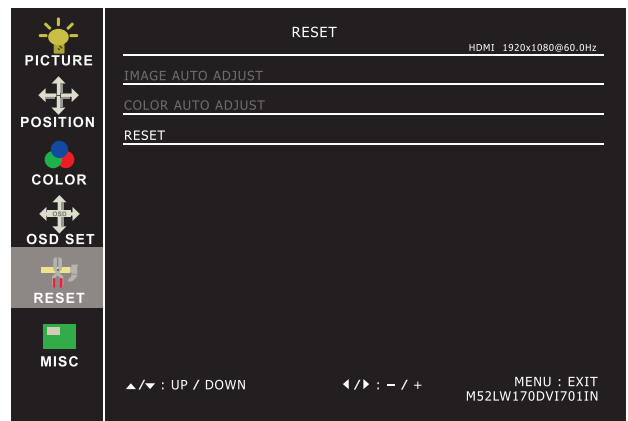 PICTURE
POSITION
COLOR
OSD
OSD SET
RESET
MISC
RESET
HDMI 1920x1080@60.0Hz
IMAGE AUTO ADJUST
COLOR AUTO ADJUST
RESET
▲/▼ : UP / DOWN
◀/▶ : - / +
MENU : EXIT
M52LW170DVI701IN